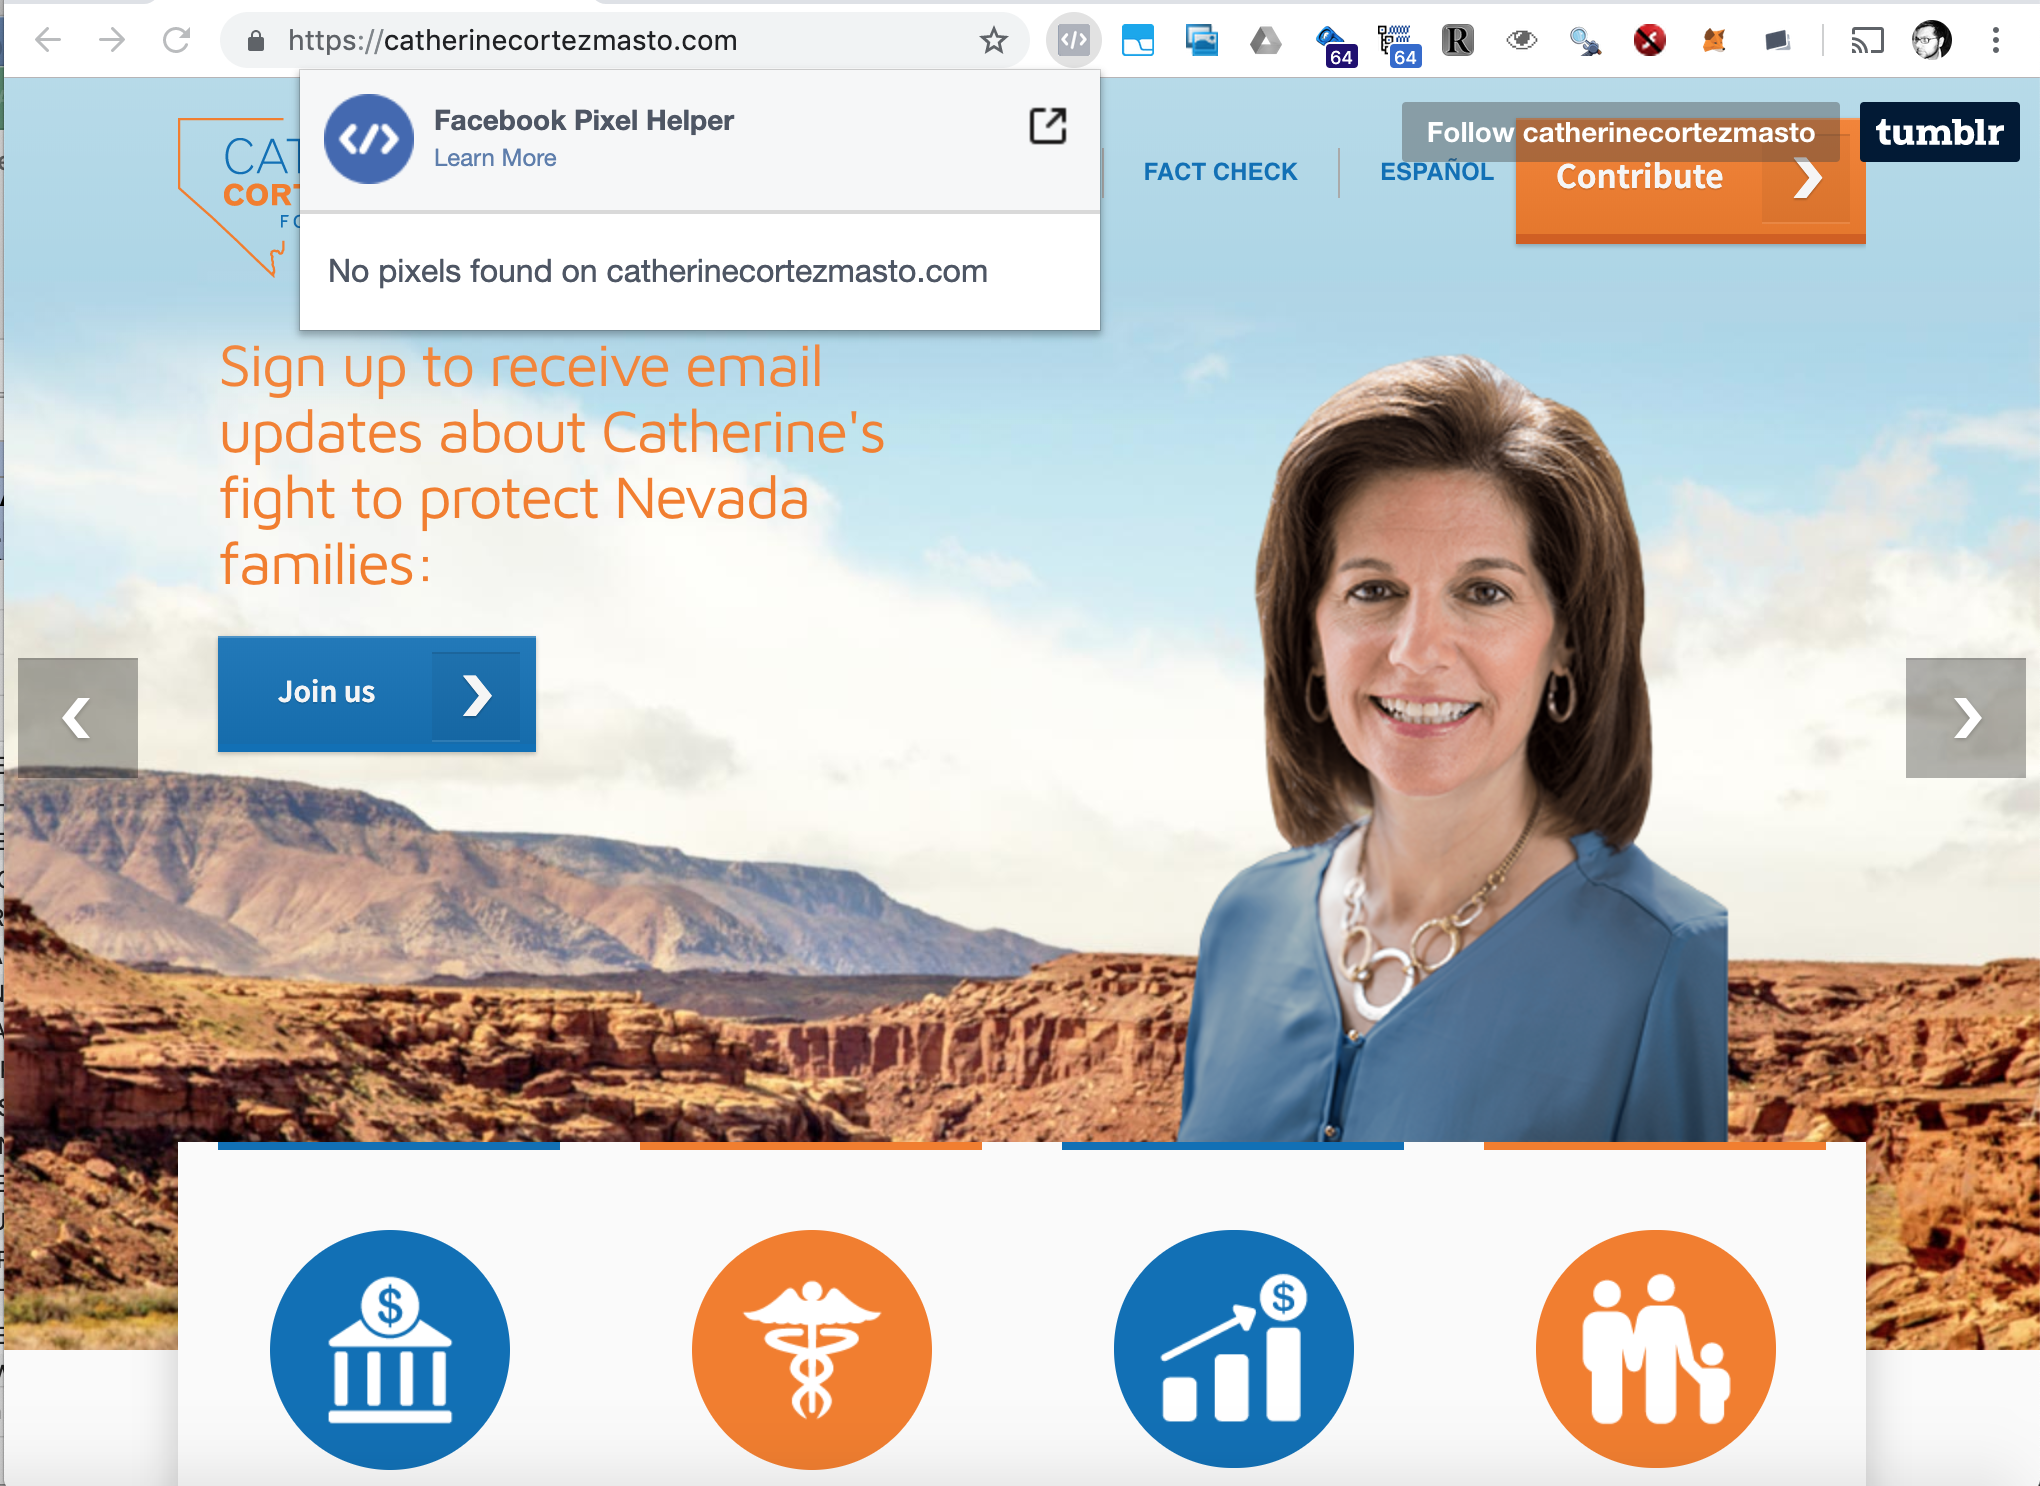 https://catherinecortezmasto.com
64
64
R
Facebook Pixel Helper
Learn More
No pixels found on catherinecortezmasto.com
CAT
CORT
FO
FACT CHECK
ESPAÑOL
Follow catherinecortezmasto
tumblr
Contribute
Sign up to receive email
updates about Catherine's
fight to protect Nevada
families:
Join us
$
$